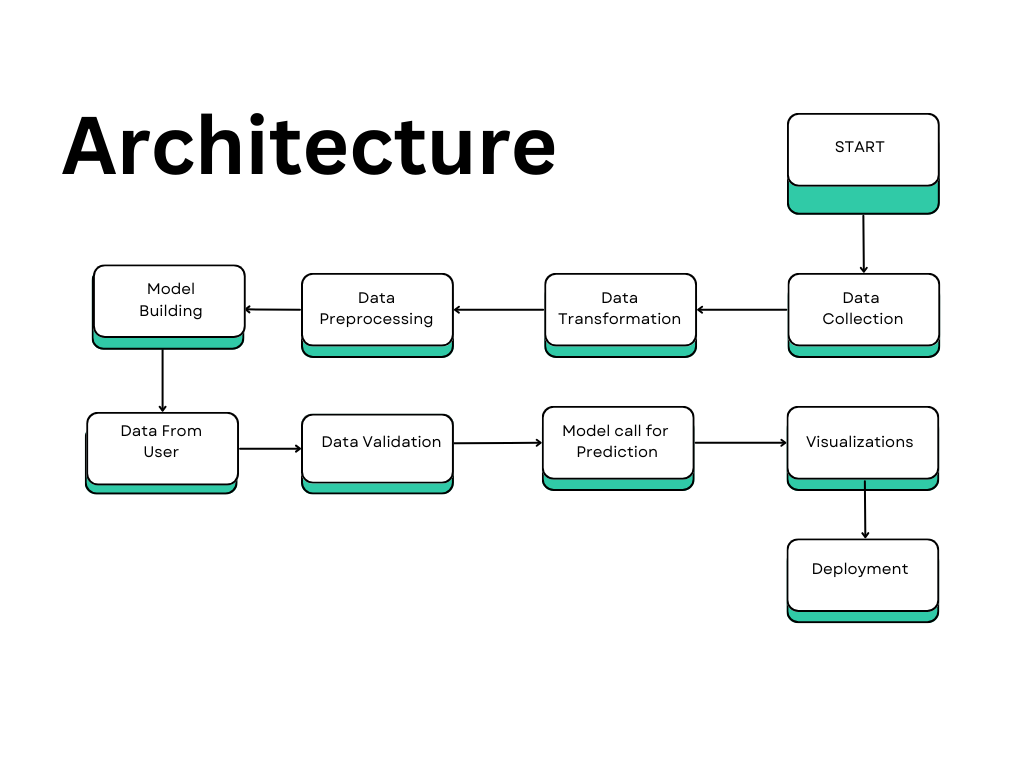 Architecture
START
Model
Building
Data
Preprocessing
Data
Transformation
Data
Collection
Data From
User
Data Validation
Model call for
Prediction
Visualizations
Deployment